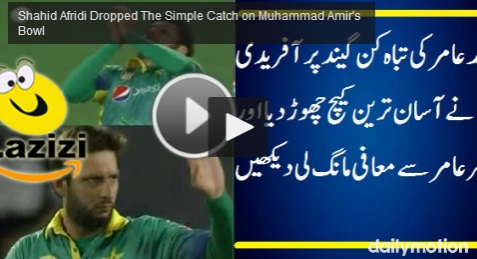 Shahid Afridi Dropped The Simple Catch on Muhammad Amir's
Bowl
عامر کی تباہ کن گیند پر آفریدی
نے آسان ترین کیچ چھوڑ دیا اور
عامر سے معافی مانگ لی دیکھیں
pepsi
azizi
dailymotion